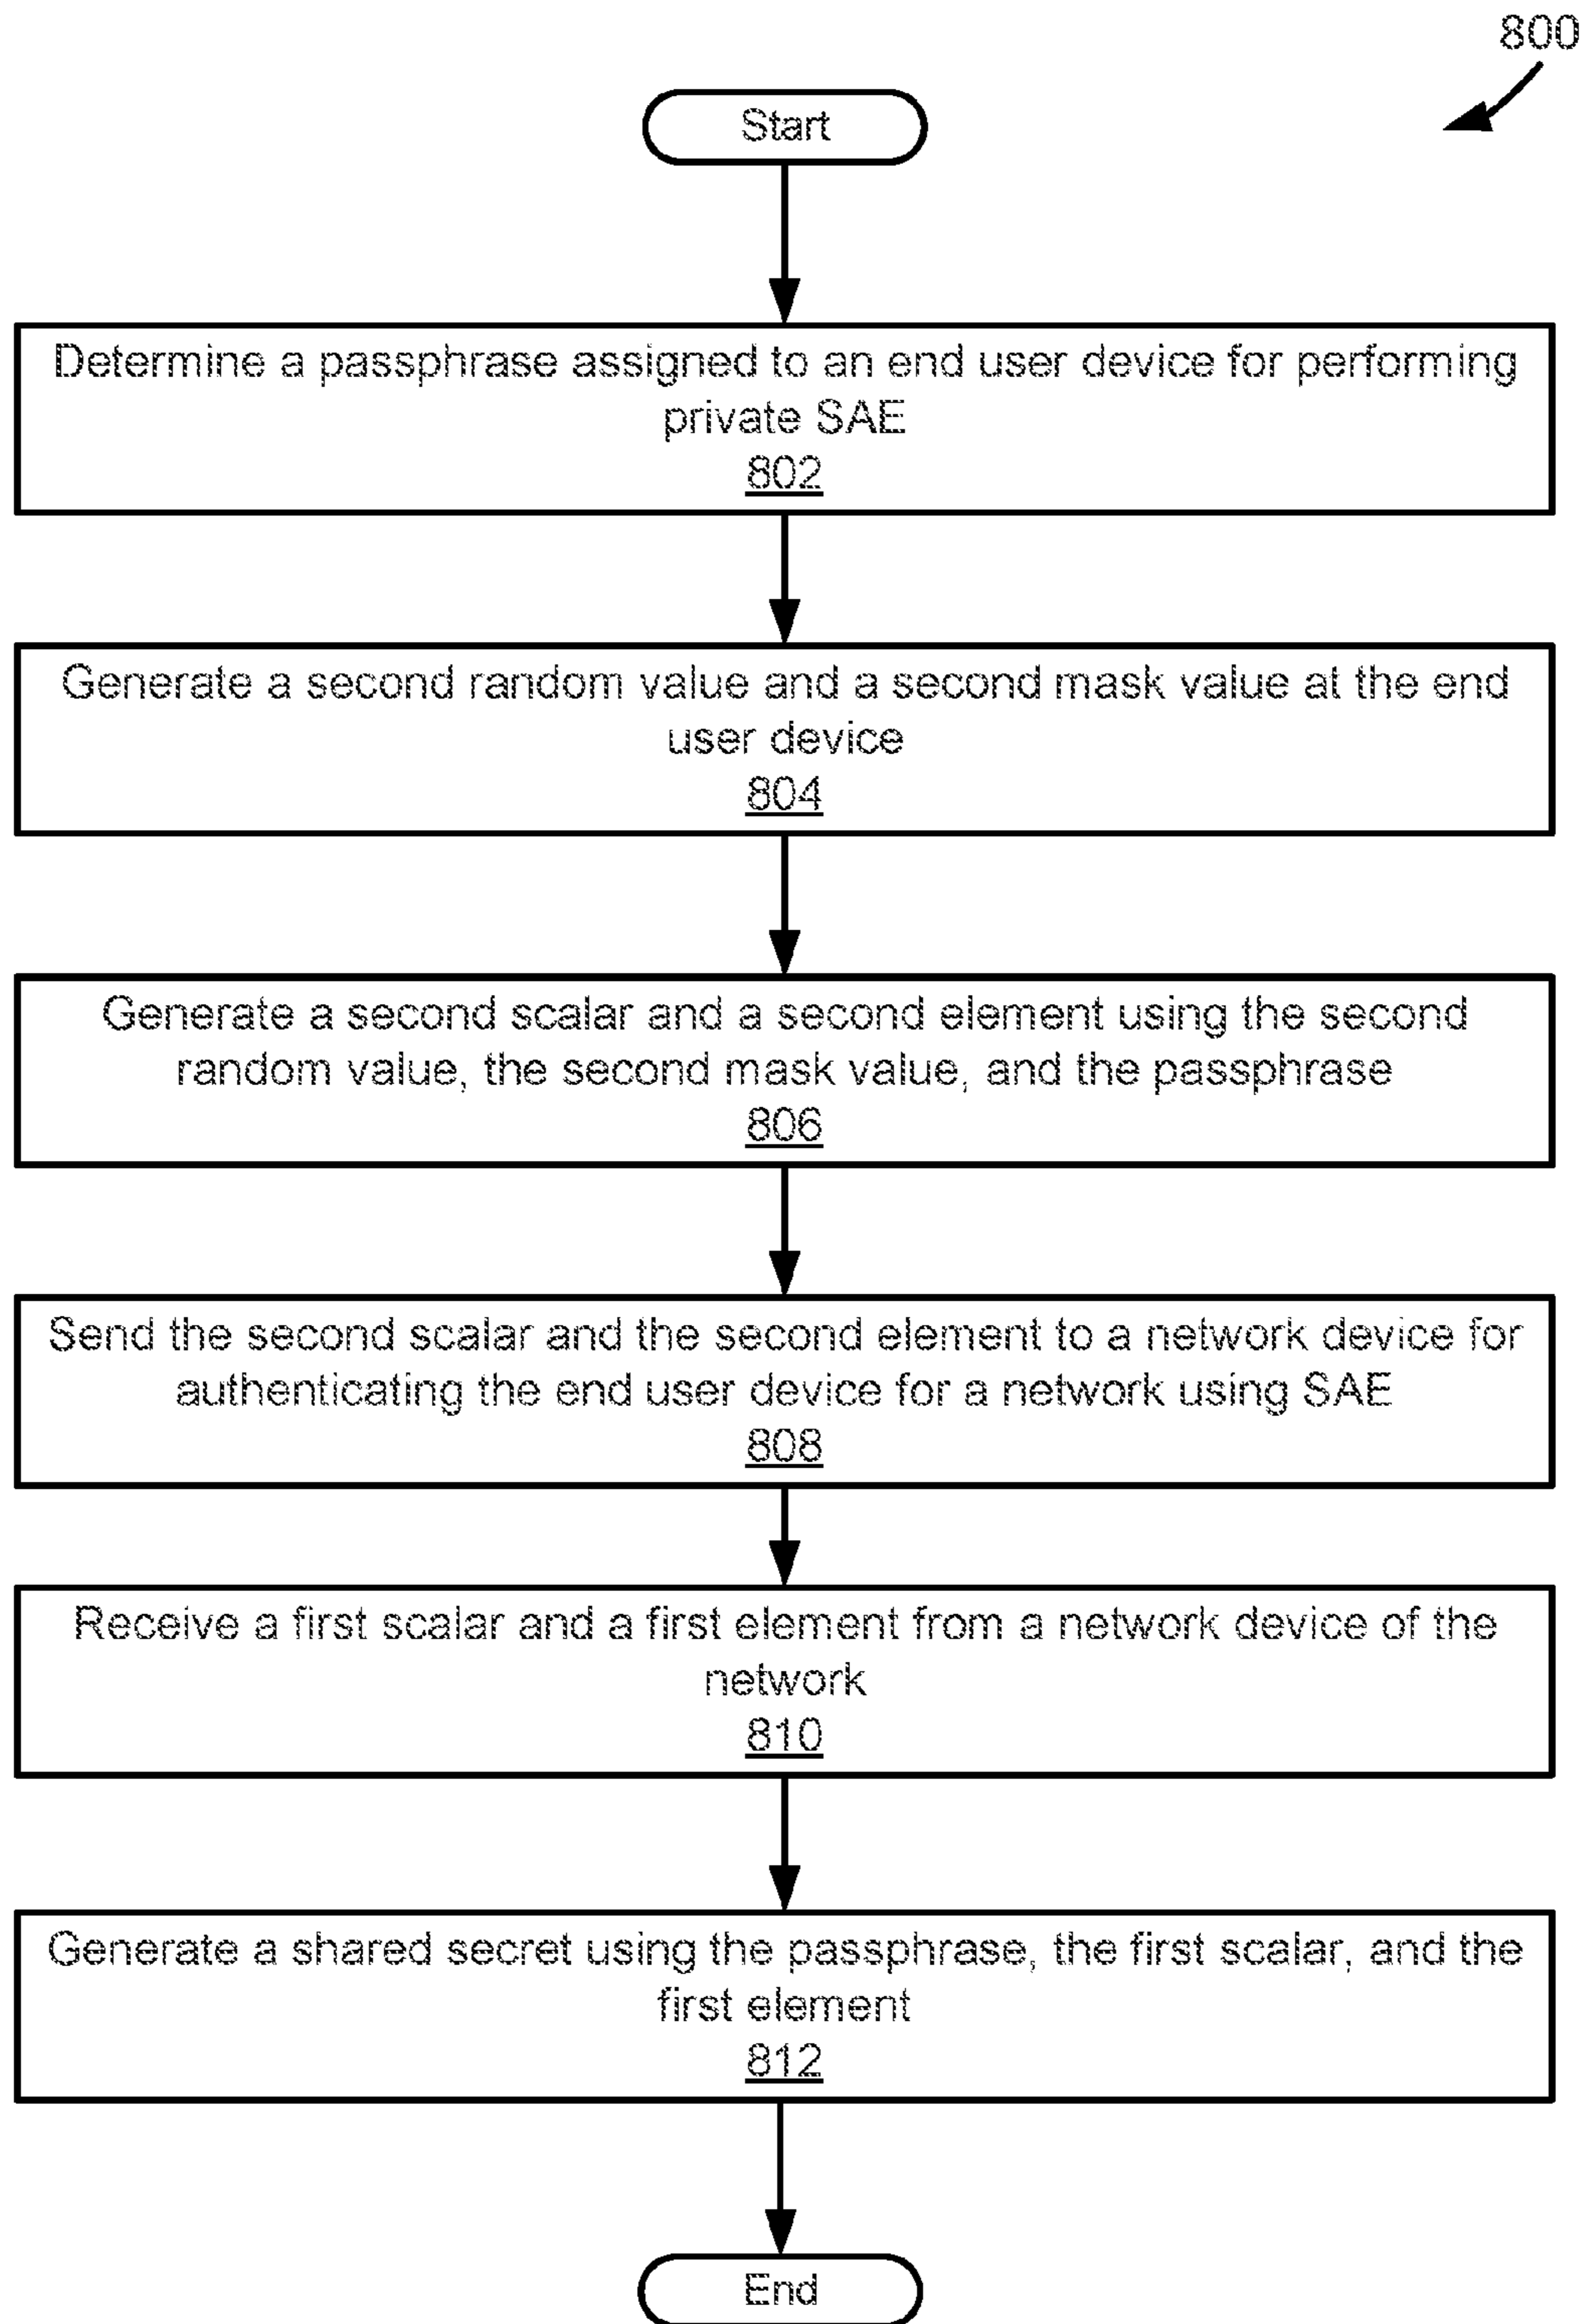 800
Start
Determine a passphrase assigned to an end user device for performing
private SAE
802
Generate a second random value and a second mask value at the end
user device
804
Generate a second scalar and a second element using the second
random value, the second mask value, and the passphrase
806
Send the second scalar and the second element to a network device for
authenticating the end user device for a network using SAE
808
Receive a first scalar and a first element from a network device of the
network
810
Generate a shared secret using the passphrase, the first scalar, and the
first element
812
End